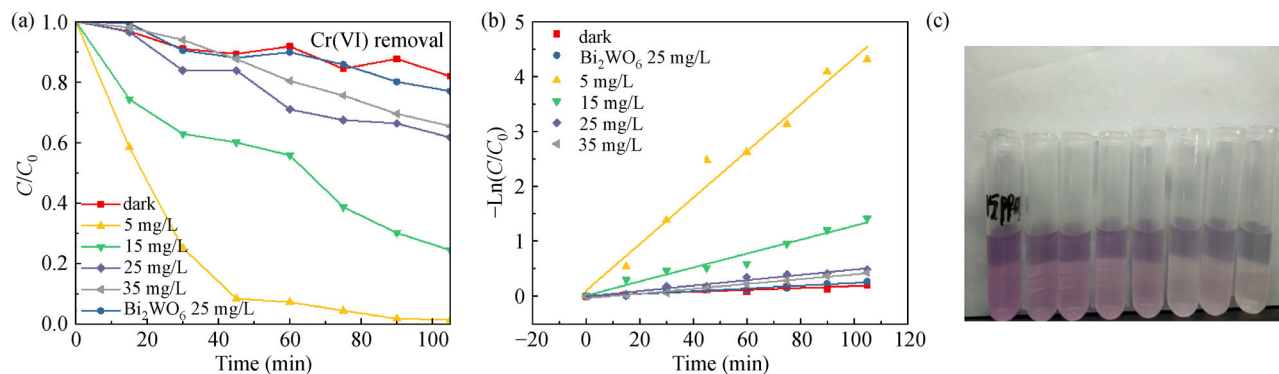 (a)
Cr(VI) removal
1.0
0.8
0.6
0.4
0.2
0.0
C/C₀
dark
5 mg/L
15 mg/L
25 mg/L
35 mg/L
Bi₂WO₆ 25 mg/L
0 20 40 60 80 100
Time (min)
(b)
5
4
3
2
1
0
−Ln(C/C₀)
dark
Bi₂WO₆ 25 mg/L
5 mg/L
15 mg/L
25 mg/L
35 mg/L
−20 0 20 40 60 80 100 120
Time (min)
(c)